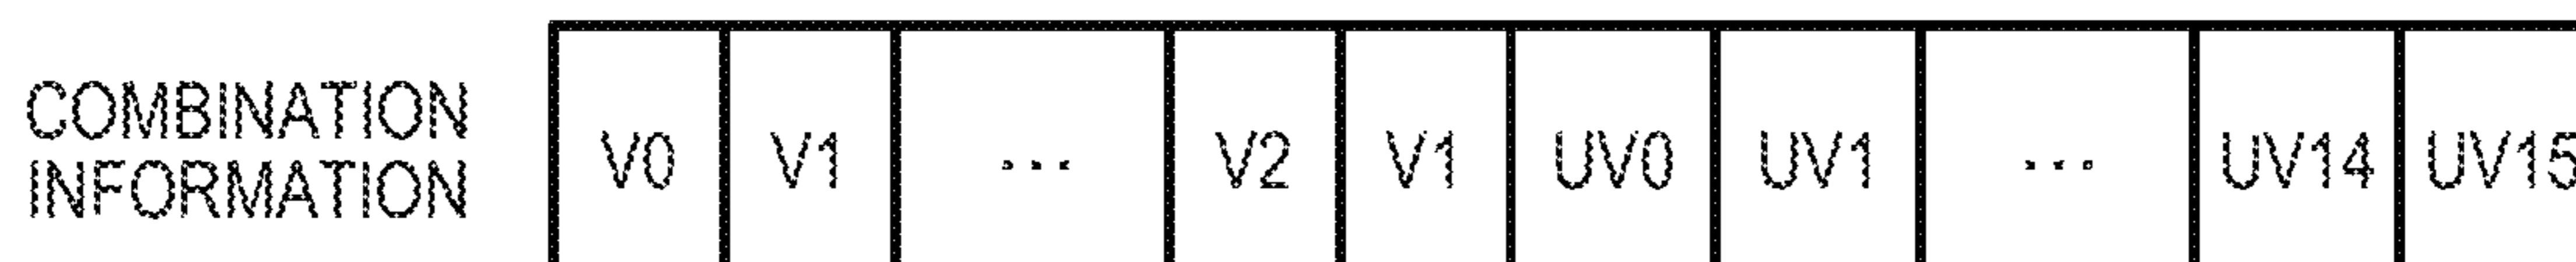 COMBINATION
INFORMATION
V0 V1 ... V2 V1 UV0 UV1 ... UV14 UV15